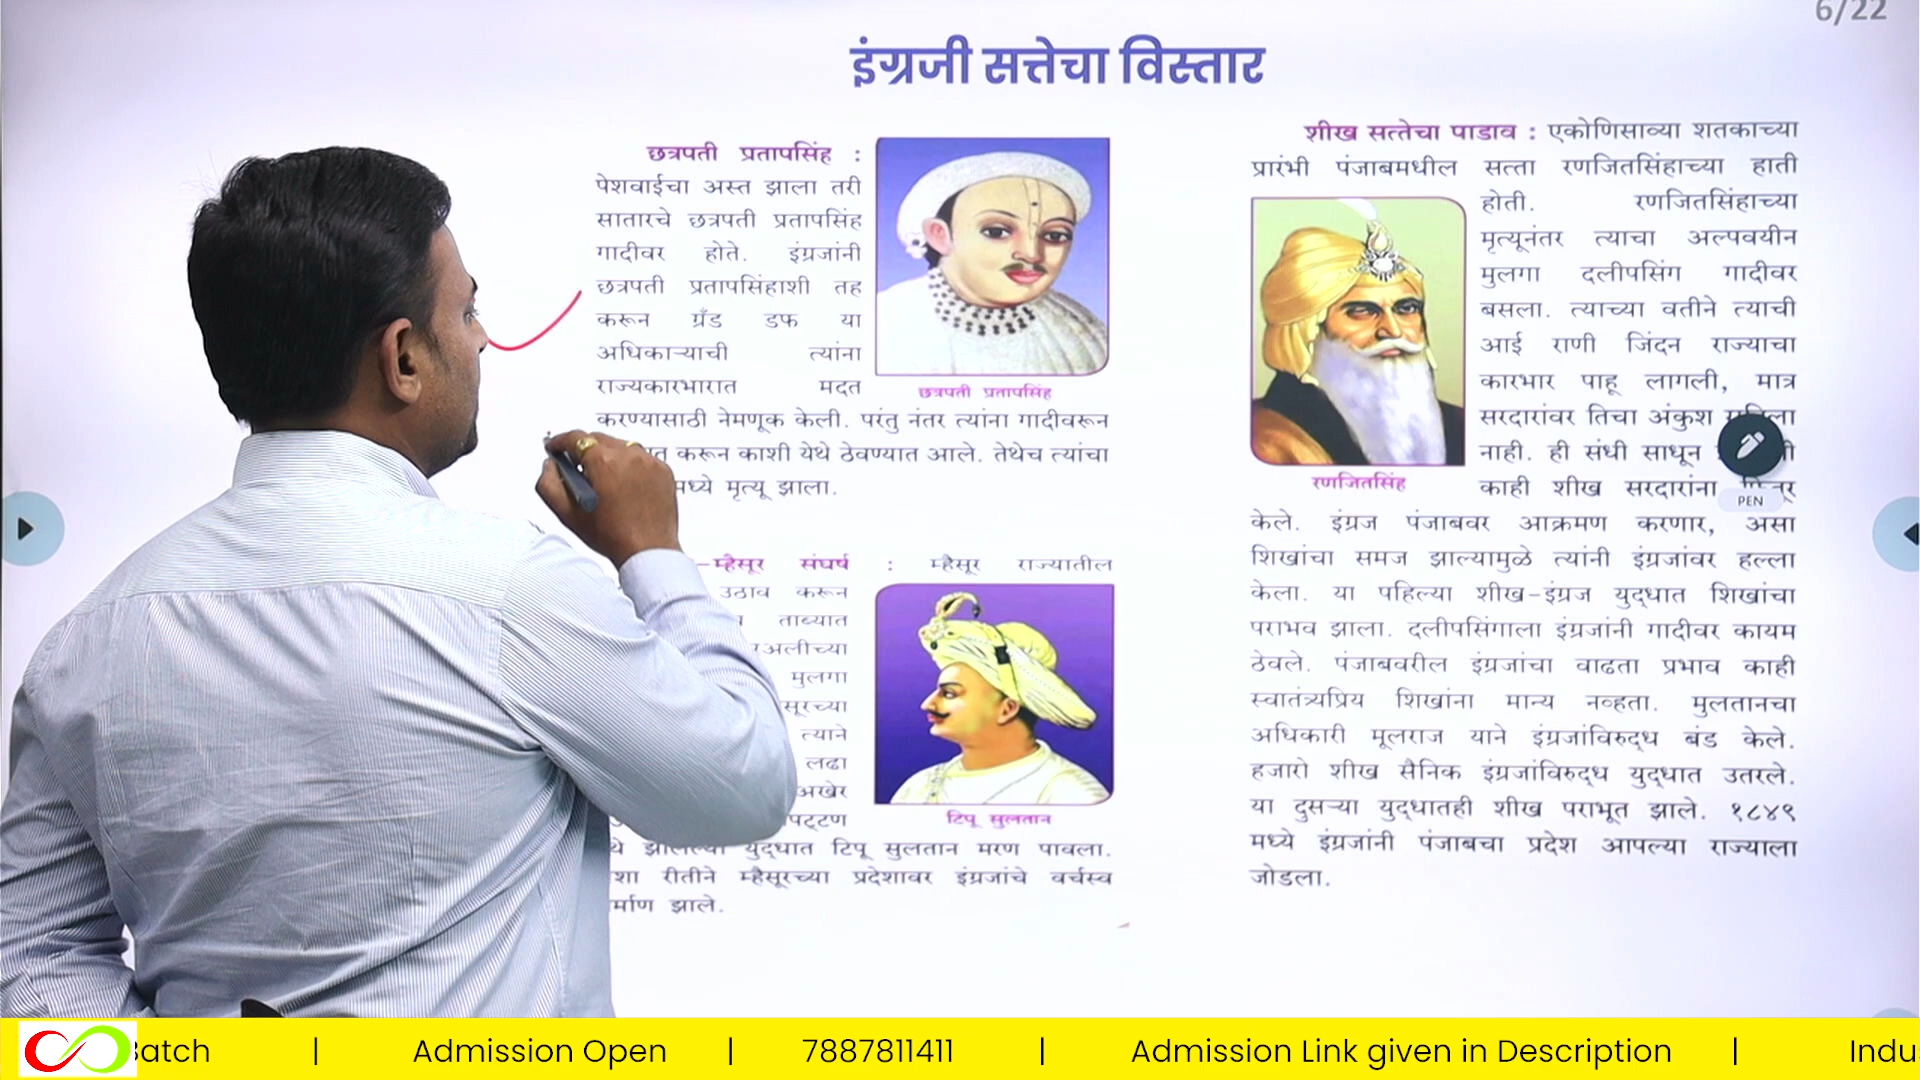 6/22
इंग्रजी सत्तेचा विस्तार
छत्रपती प्रतापसिंह :
पेशवाईचा अस्त झाला तरी
सातारचे छत्रपती प्रतापसिंह
गादीवर होते. इंग्रजांनी
छत्रपती प्रतापसिंहाशी तह
करून ग्रँड डफ या
अधिकाऱ्याची त्यांना
राज्यकारभारात मदत
करण्यासाठी नेमणूक केली. परंतु नंतर त्यांना गादीवरून
करून काशी येथे ठेवण्यात आले. तेथेच त्यांचा
मध्ये मृत्यू झाला.
छत्रपती प्रतापसिंह
-म्हैसूर संघर्ष : म्हैसूर राज्यातील
उठाव करून
ताब्यात
मुलगा
त्याने
लढा
अखेर
झालेल्या युद्धात टिपू सुलतान मरण पावला.
रीतीने म्हैसूरच्या प्रदेशावर इंग्रजांचे वर्चस्व
झाले.
टिपू सुलतान
शीख सत्तेचा पाडाव : एकोणिसाव्या शतकाच्या
प्रारंभी पंजाबमधील सत्ता रणजितसिंहाच्या हाती
होती. रणजितसिंहाच्या
मृत्यूनंतर त्याचा अल्पवयीन
मुलगा दलीपसिंग गादीवर
बसला. त्याच्या वतीने त्याची
आई राणी जिंदन राज्याचा
कारभार पाहू लागली, मात्र
सरदारांवर तिचा अंकुश
नाही. ही संधी साधून
काही शीख सरदारांना
रणजितसिंह
केले. इंग्रज पंजाबवर आक्रमण करणार, असा
शिखांचा समज झाल्यामुळे त्यांनी इंग्रजांवर हल्ला
केला. या पहिल्या शीख-इंग्रज युद्धात शिखांचा
पराभव झाला. दलीपसिंगाला इंग्रजांनी गादीवर कायम
ठेवले. पंजाबवरील इंग्रजांचा वाढता प्रभाव काही
स्वातंत्र्यप्रिय शिखांना मान्य नव्हता. मुलतानचा
अधिकारी मूलराज याने इंग्रजांविरुद्ध बंड केले.
हजारो शीख सैनिक इंग्रजांविरुद्ध युद्धात उतरले.
या दुसऱ्या युद्धातही शीख पराभूत झाले. १८४९
मध्ये इंग्रजांनी पंजाबचा प्रदेश आपल्या राज्याला
जोडला.
PEN
Batch | Admission Open | 7887811411 | Admission Link given in Description |